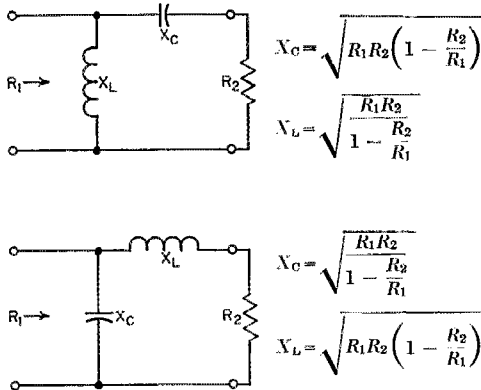 X_C
R_1→
X_L
R_2
X_C = √(R_1R_2(1 − R_2/R_1))
X_L = √(R_1R_2/(1 − R_2/R_1))
X_L
R_1→
X_C
R_2
X_C = √(R_1R_2/(1 − R_2/R_1))
X_L = √(R_1R_2(1 − R_2/R_1))